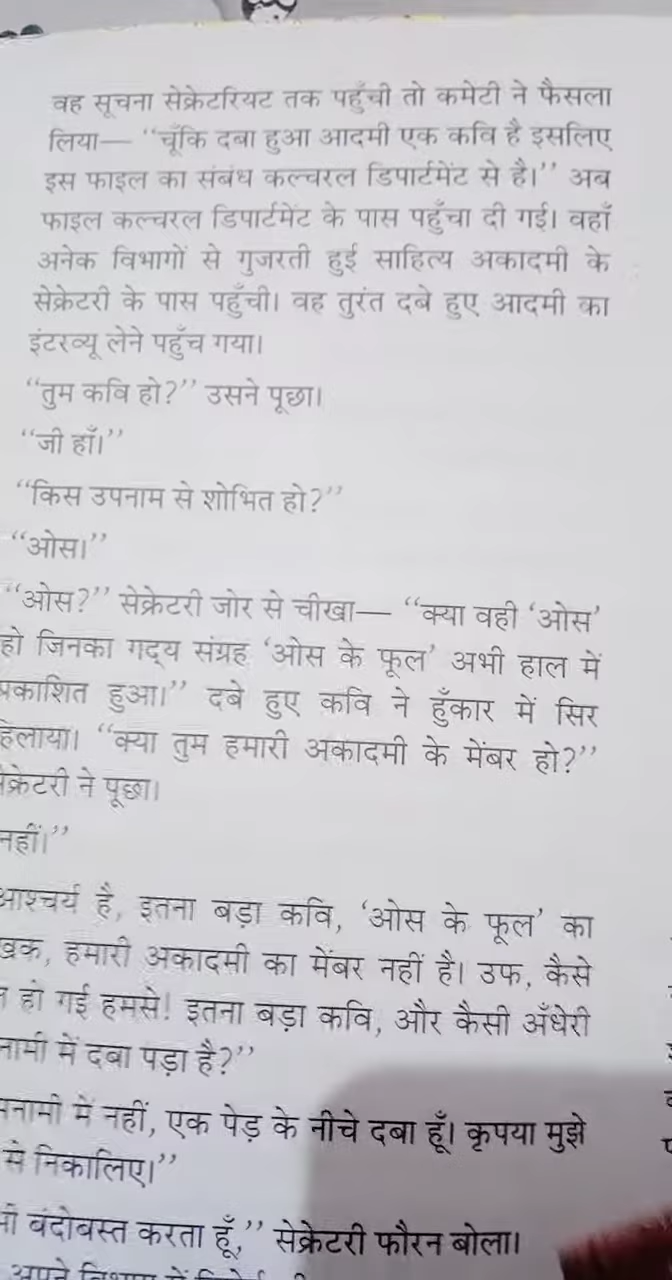 वह सूचना सेक्रेटरियट तक पहुँची तो कमेटी ने फैसला
लिया— “चूँकि दबा हुआ आदमी एक कवि है इसलिए
इस फाइल का संबंध कल्चरल डिपार्टमेंट से है।” अब
फाइल कल्चरल डिपार्टमेंट के पास पहुँचा दी गई। वहाँ
अनेक विभागों से गुजरती हुई साहित्य अकादमी के
सेक्रेटरी के पास पहुँची। वह तुरंत दबे हुए आदमी का
इंटरव्यू लेने पहुँच गया।
“तुम कवि हो?” उसने पूछा।
“जी हाँ।”
“किस उपनाम से शोभित हो?”
“ओस।”
“ओस?” सेक्रेटरी जोर से चीखा— “क्या वही ‘ओस’
हो जिनका गद्य संग्रह ‘ओस के फूल’ अभी हाल में
प्रकाशित हुआ।” दबे हुए कवि ने हुँकार में सिर
हिलाया। “क्या तुम हमारी अकादमी के मेंबर हो?”
सेक्रेटरी ने पूछा।
नहीं।”
आश्चर्य है, इतना बड़ा कवि, ‘ओस के फूल’ का
हमारी अकादमी का मेंबर नहीं है। उफ, कैसे
हो गई हमसे! इतना बड़ा कवि, और कैसी अँधेरी
में दबा पड़ा है?”
में नहीं, एक पेड़ के नीचे दबा हूँ। कृपया मुझे
से निकालिए।”
बंदोबस्त करता हूँ,” सेक्रेटरी फौरन बोला।
अपने